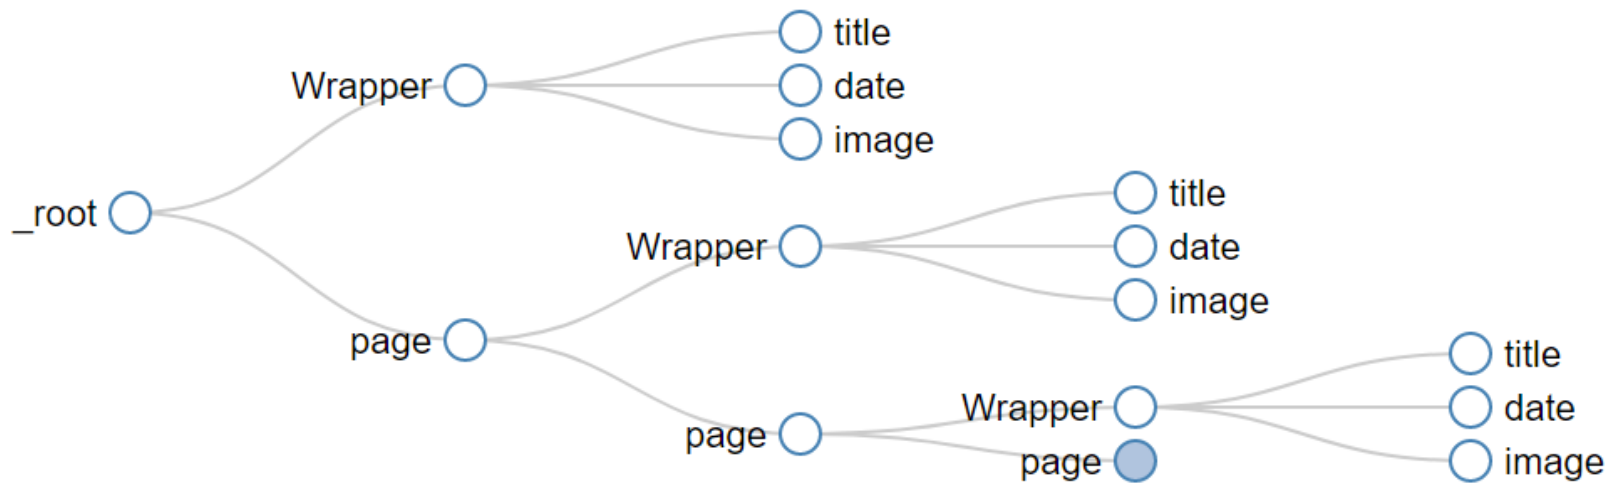 title
Wrapper
date
image
title
_root
Wrapper
date
image
page
title
Wrapper
date
page
page
image